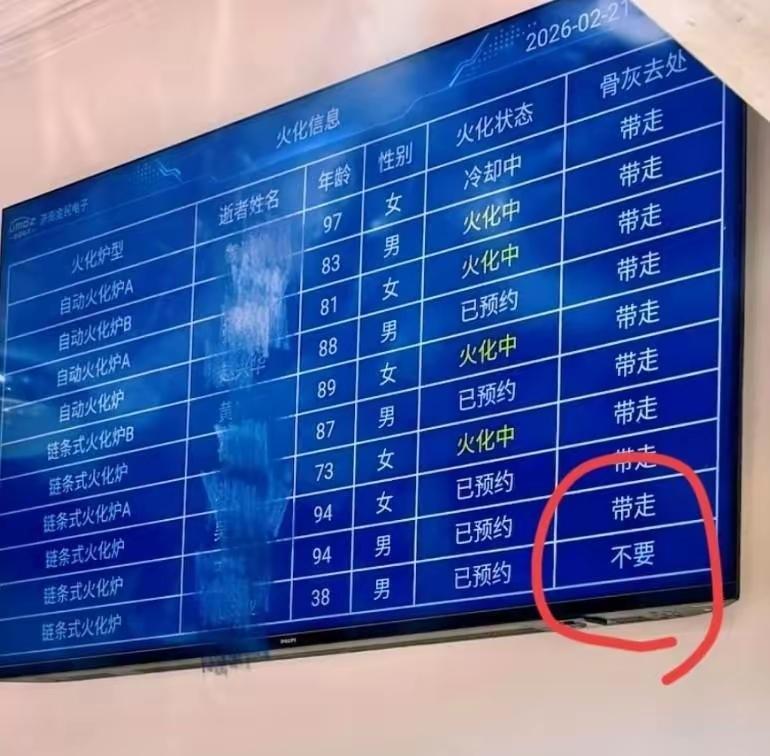 2026-02-21
济南金民电子
火化信息
火化炉型 逝者姓名 年龄 性别 火化状态 骨灰去处
自动火化炉A 97 女 冷却中 带走
自动火化炉B 83 男 火化中 带走
自动火化炉A 81 女 火化中 带走
自动火化炉 88 男 已预约 带走
链条式火化炉B 89 女 火化中 带走
链条式火化炉 87 男 已预约 带走
链条式火化炉A 73 女 火化中 带走
链条式火化炉 94 女 已预约 带走
链条式火化炉 94 男 已预约 带走
链条式火化炉 38 男 已预约 不要
PHILIPS